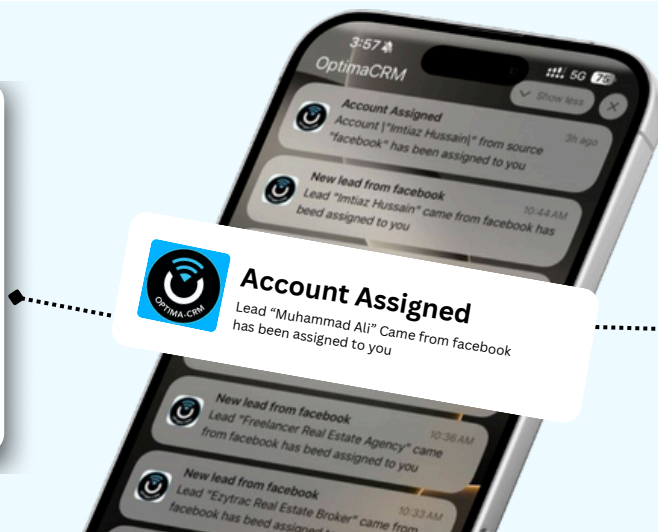 3:57
5G 75
OptimaCRM
Show less
Account Assigned
3h ago
Account \"Imtiaz Hussain\" from source
"facebook" has been assigned to you
New lead from facebook
10:44 AM
Lead "Imtiaz Hussain" came from facebook has
beed assigned to you
OPTIMA-CRM
Account Assigned
Lead “Muhammad Ali” Came from facebook
has been assigned to you
New lead from facebook
10:36 AM
Lead "Freelancer Real Estate Agency" came
from facebook has beed assigned to you
New lead from facebook
10:33 AM
Lead "Ezytrac Real Estate Broker" came from
facebook has beed assigned to